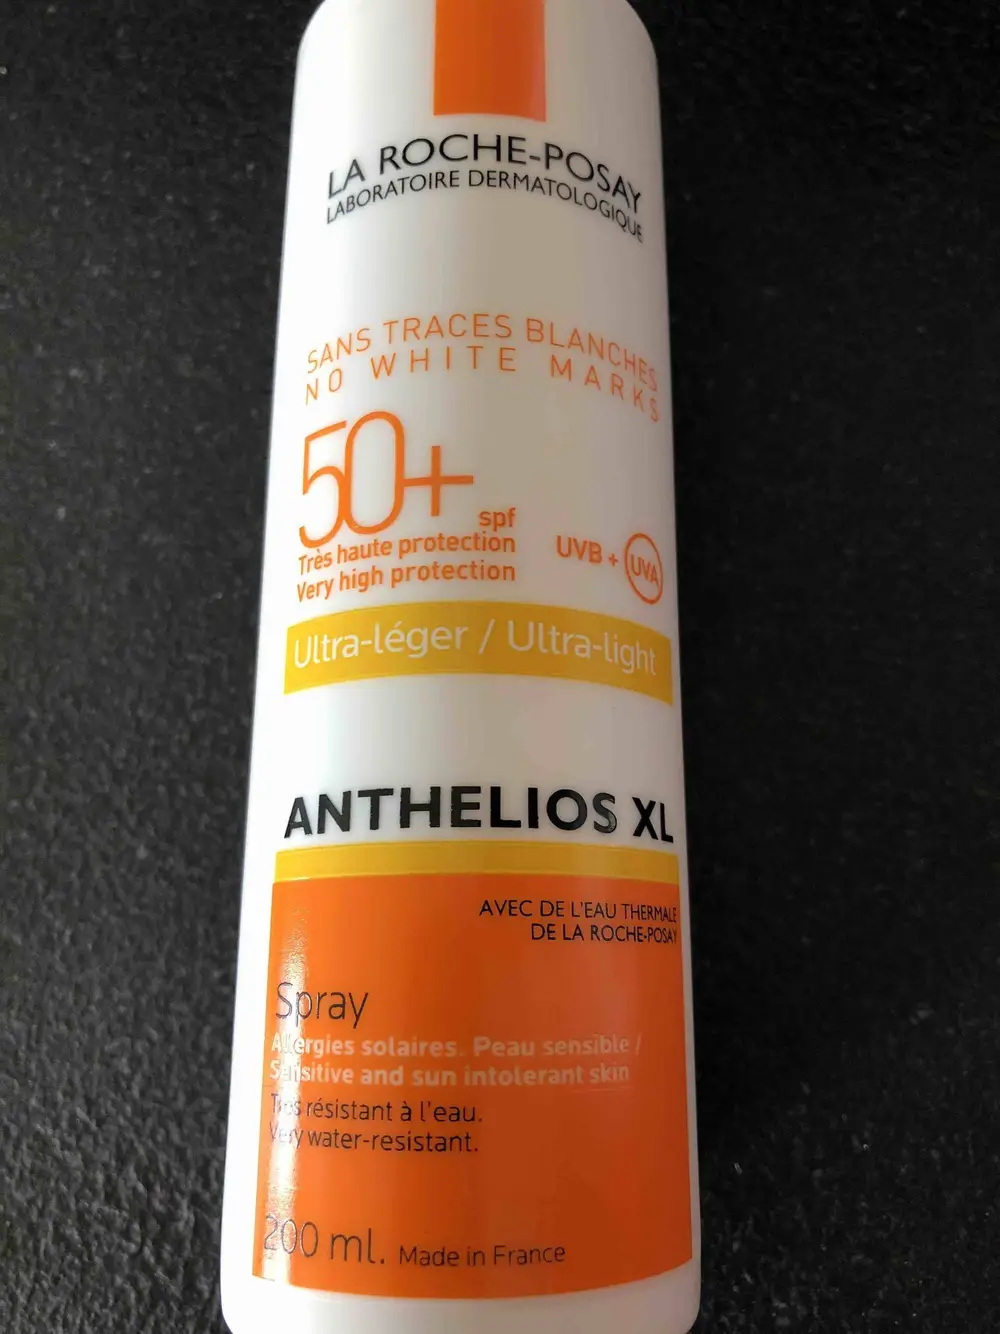 LA ROCHE-POSAY
LABORATOIRE DERMATOLOGIQUE
SANS TRACES BLANCHES
NO WHITE MARKS
50+ spf
Très haute protection
Very high protection
UVB + UVA
Ultra-léger / Ultra-light
ANTHELIOS XL
AVEC DE L'EAU THERMALE
DE LA ROCHE-POSAY
Spray
Allergies solaires. Peau sensible /
Sensitive and sun intolerant skin
Très résistant à l'eau.
Very water-resistant.
200 ml. Made in France